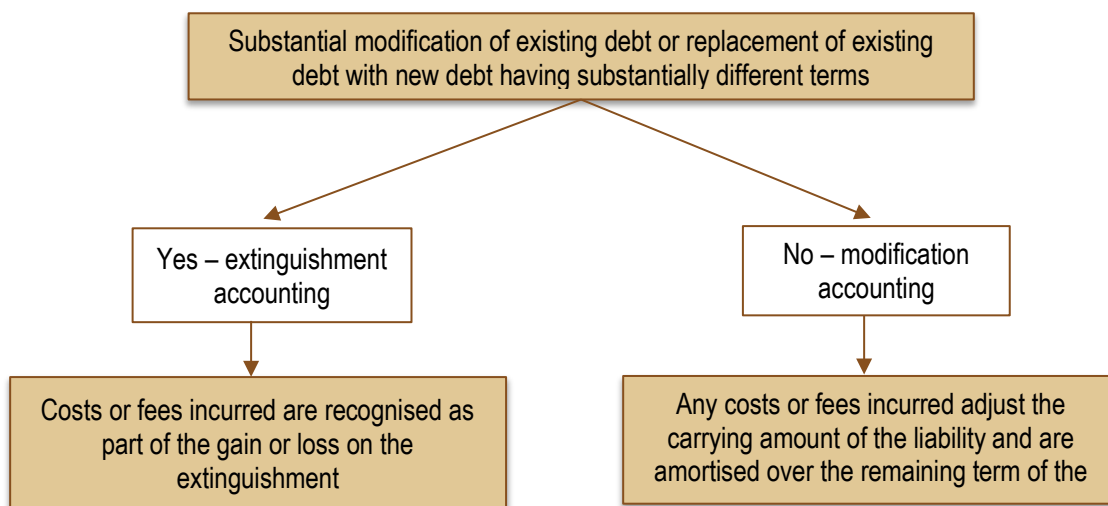 Substantial modification of existing debt or replacement of existing
debt with new debt having substantially different terms
Yes – extinguishment
accounting
No – modification
accounting
Costs or fees incurred are recognised as
part of the gain or loss on the
extinguishment
Any costs or fees incurred adjust the
carrying amount of the liability and are
amortised over the remaining term of the